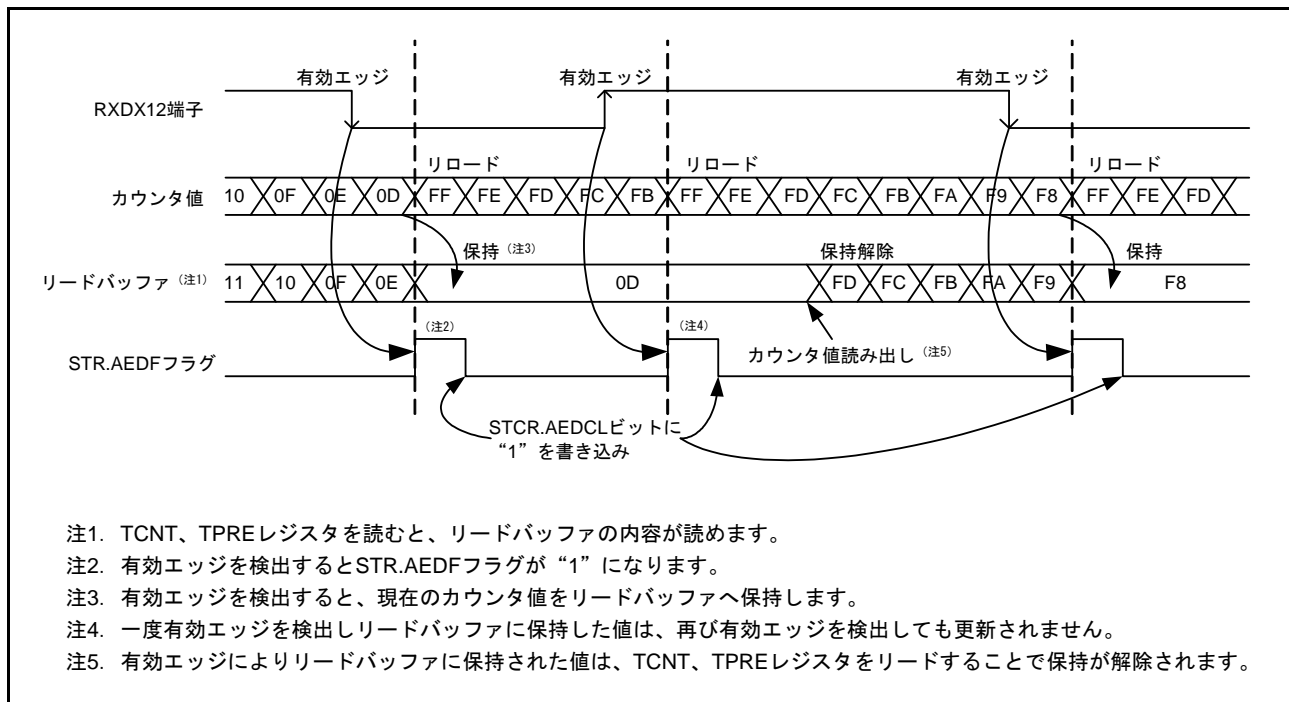 有効エッジ 有効エッジ 有効エッジ
RXDX12端子
リロード リロード リロード
カウンタ値 10 0F 0E 0D FF FE FD FC FB FF FE FD FC FB FA F9 F8 FF FE FD
保持（注3） 保持解除 保持
リードバッファ（注1） 11 10 0F 0E 0D FD FC FB FA F9 F8
（注2） （注4） カウンタ値読み出し（注5）
STR.AEDFフラグ
STCR.AEDCLビットに
“1”を書き込み
注1. TCNT、TPREレジスタを読むと、リードバッファの内容が読めます。
注2. 有効エッジを検出するとSTR.AEDFフラグが“1”になります。
注3. 有効エッジを検出すると、現在のカウンタ値をリードバッファへ保持します。
注4. 一度有効エッジを検出しリードバッファに保持した値は、再び有効エッジを検出しても更新されません。
注5. 有効エッジによりリードバッファに保持された値は、TCNT、TPREレジスタをリードすることで保持が解除されます。